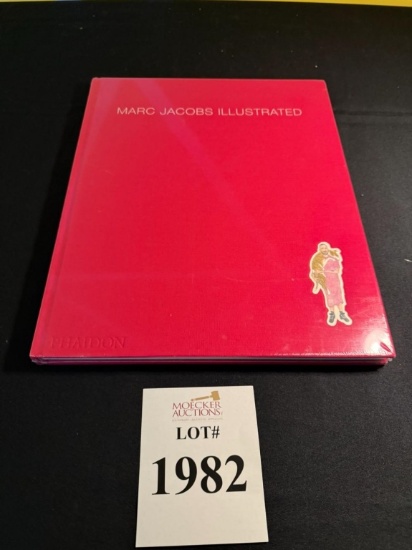 MARC JACOBS ILLUSTRATED
PHAIDON
MOECKER
AUCTIONS
LOT#
1982